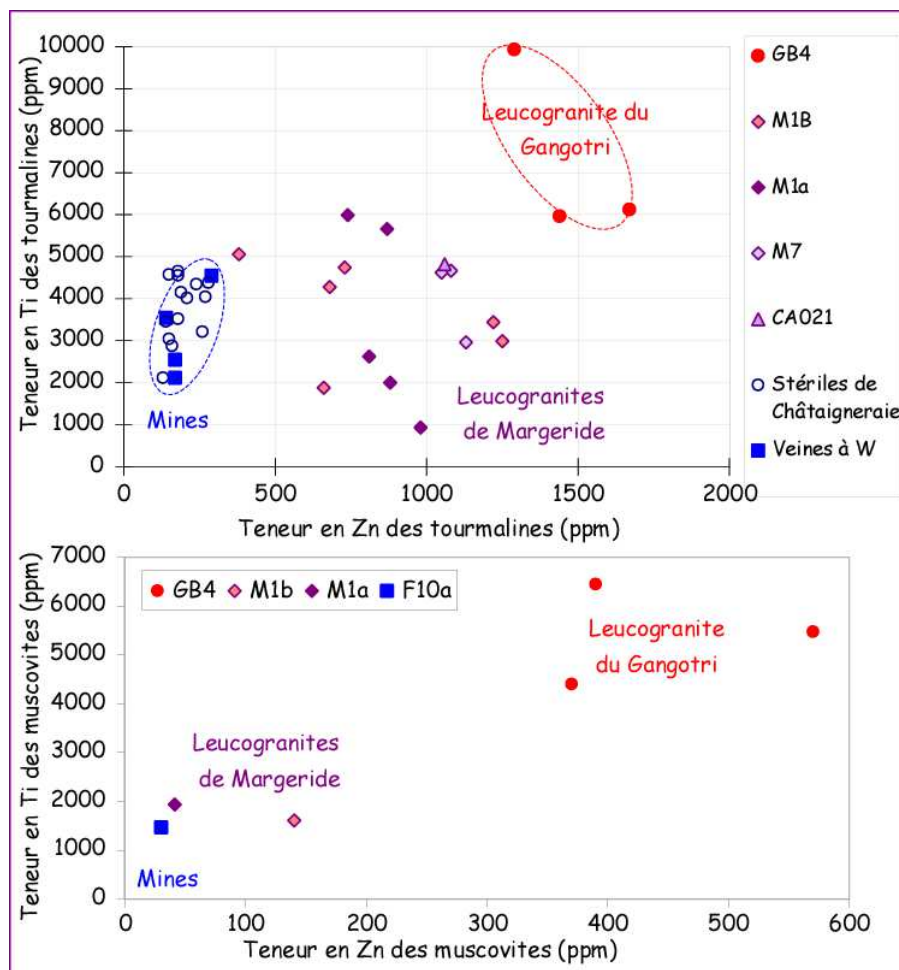 Teneur en Ti des tourmalines (ppm)
10000
9000
8000
7000
6000
5000
4000
3000
2000
1000
0
Leucogranite du
Gangotri
Leucogranites
de Margeride
Mines
0 500 1000 1500 2000
Teneur en Zn des tourmalines (ppm)
GB4
M1B
M1a
M7
CA021
Stériles de
Châtaigneraie
Veines à W
Teneur en Ti des muscovites (ppm)
7000
6000
5000
4000
3000
2000
1000
0
GB4 M1b M1a F10a
Leucogranite
du Gangotri
Leucogranites
de Margeride
Mines
0 100 200 300 400 500 600
Teneur en Zn des muscovites (ppm)